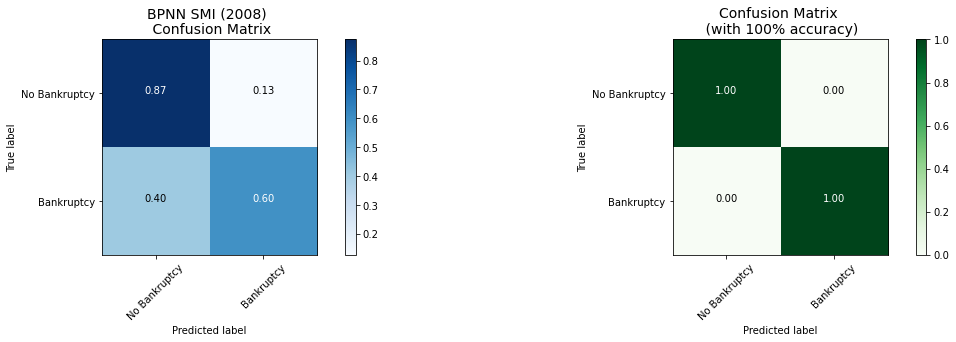 BPNN SMI (2008)
Confusion Matrix
No Bankruptcy
Bankruptcy
True label
0.87
0.13
0.40
0.60
No Bankruptcy
Bankruptcy
Predicted label
0.8
0.7
0.6
0.5
0.4
0.3
0.2
Confusion Matrix
(with 100% accuracy)
No Bankruptcy
Bankruptcy
True label
1.00
0.00
0.00
1.00
No Bankruptcy
Bankruptcy
Predicted label
1.0
0.8
0.6
0.4
0.2
0.0